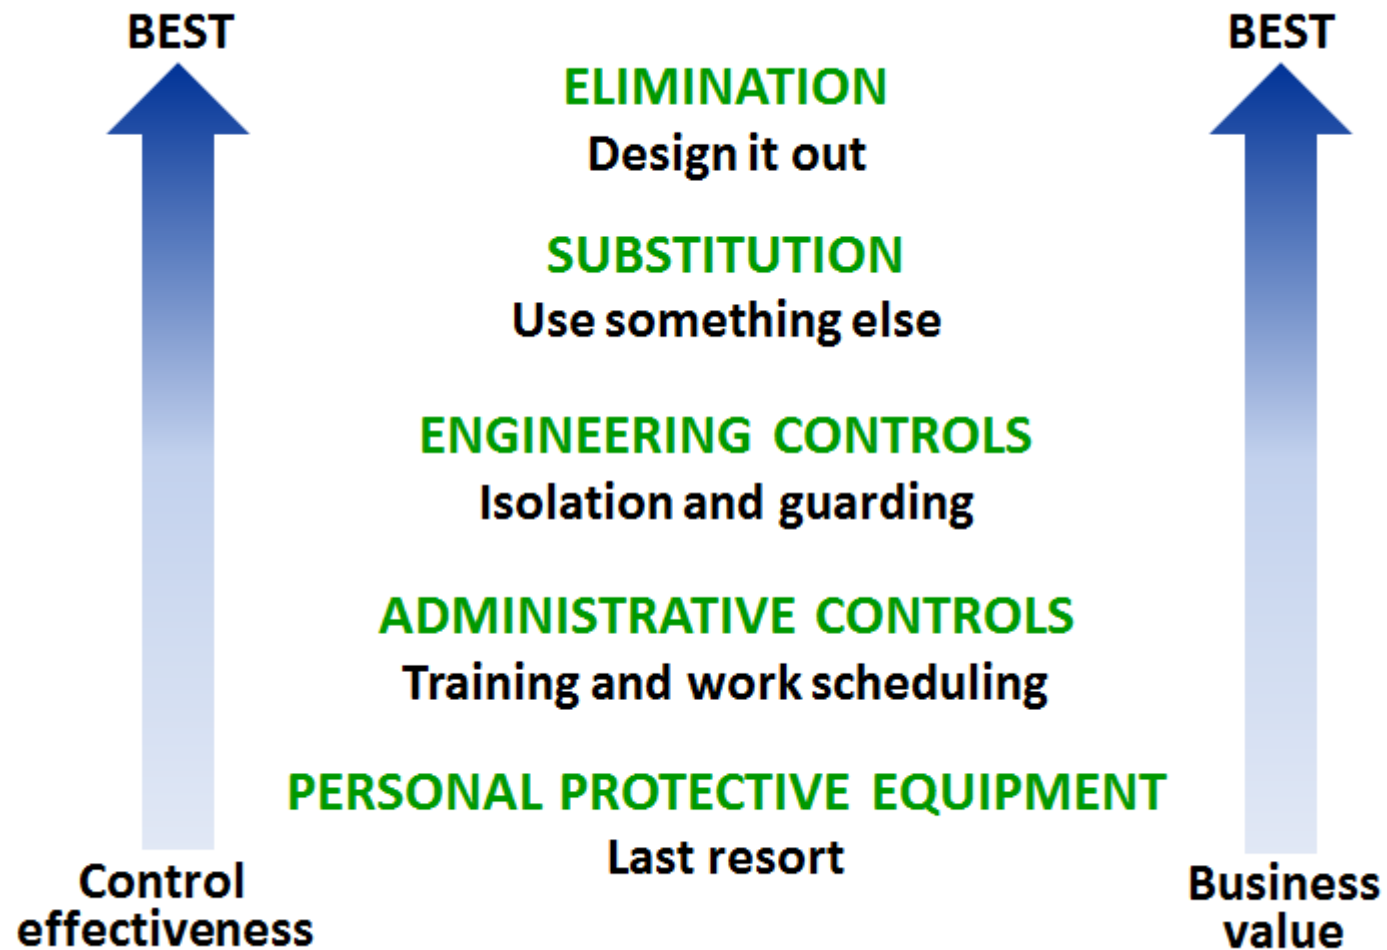 BEST
BEST
ELIMINATION
Design it out
SUBSTITUTION
Use something else
ENGINEERING CONTROLS
Isolation and guarding
ADMINISTRATIVE CONTROLS
Training and work scheduling
PERSONAL PROTECTIVE EQUIPMENT
Last resort
Control
effectiveness
Business
value